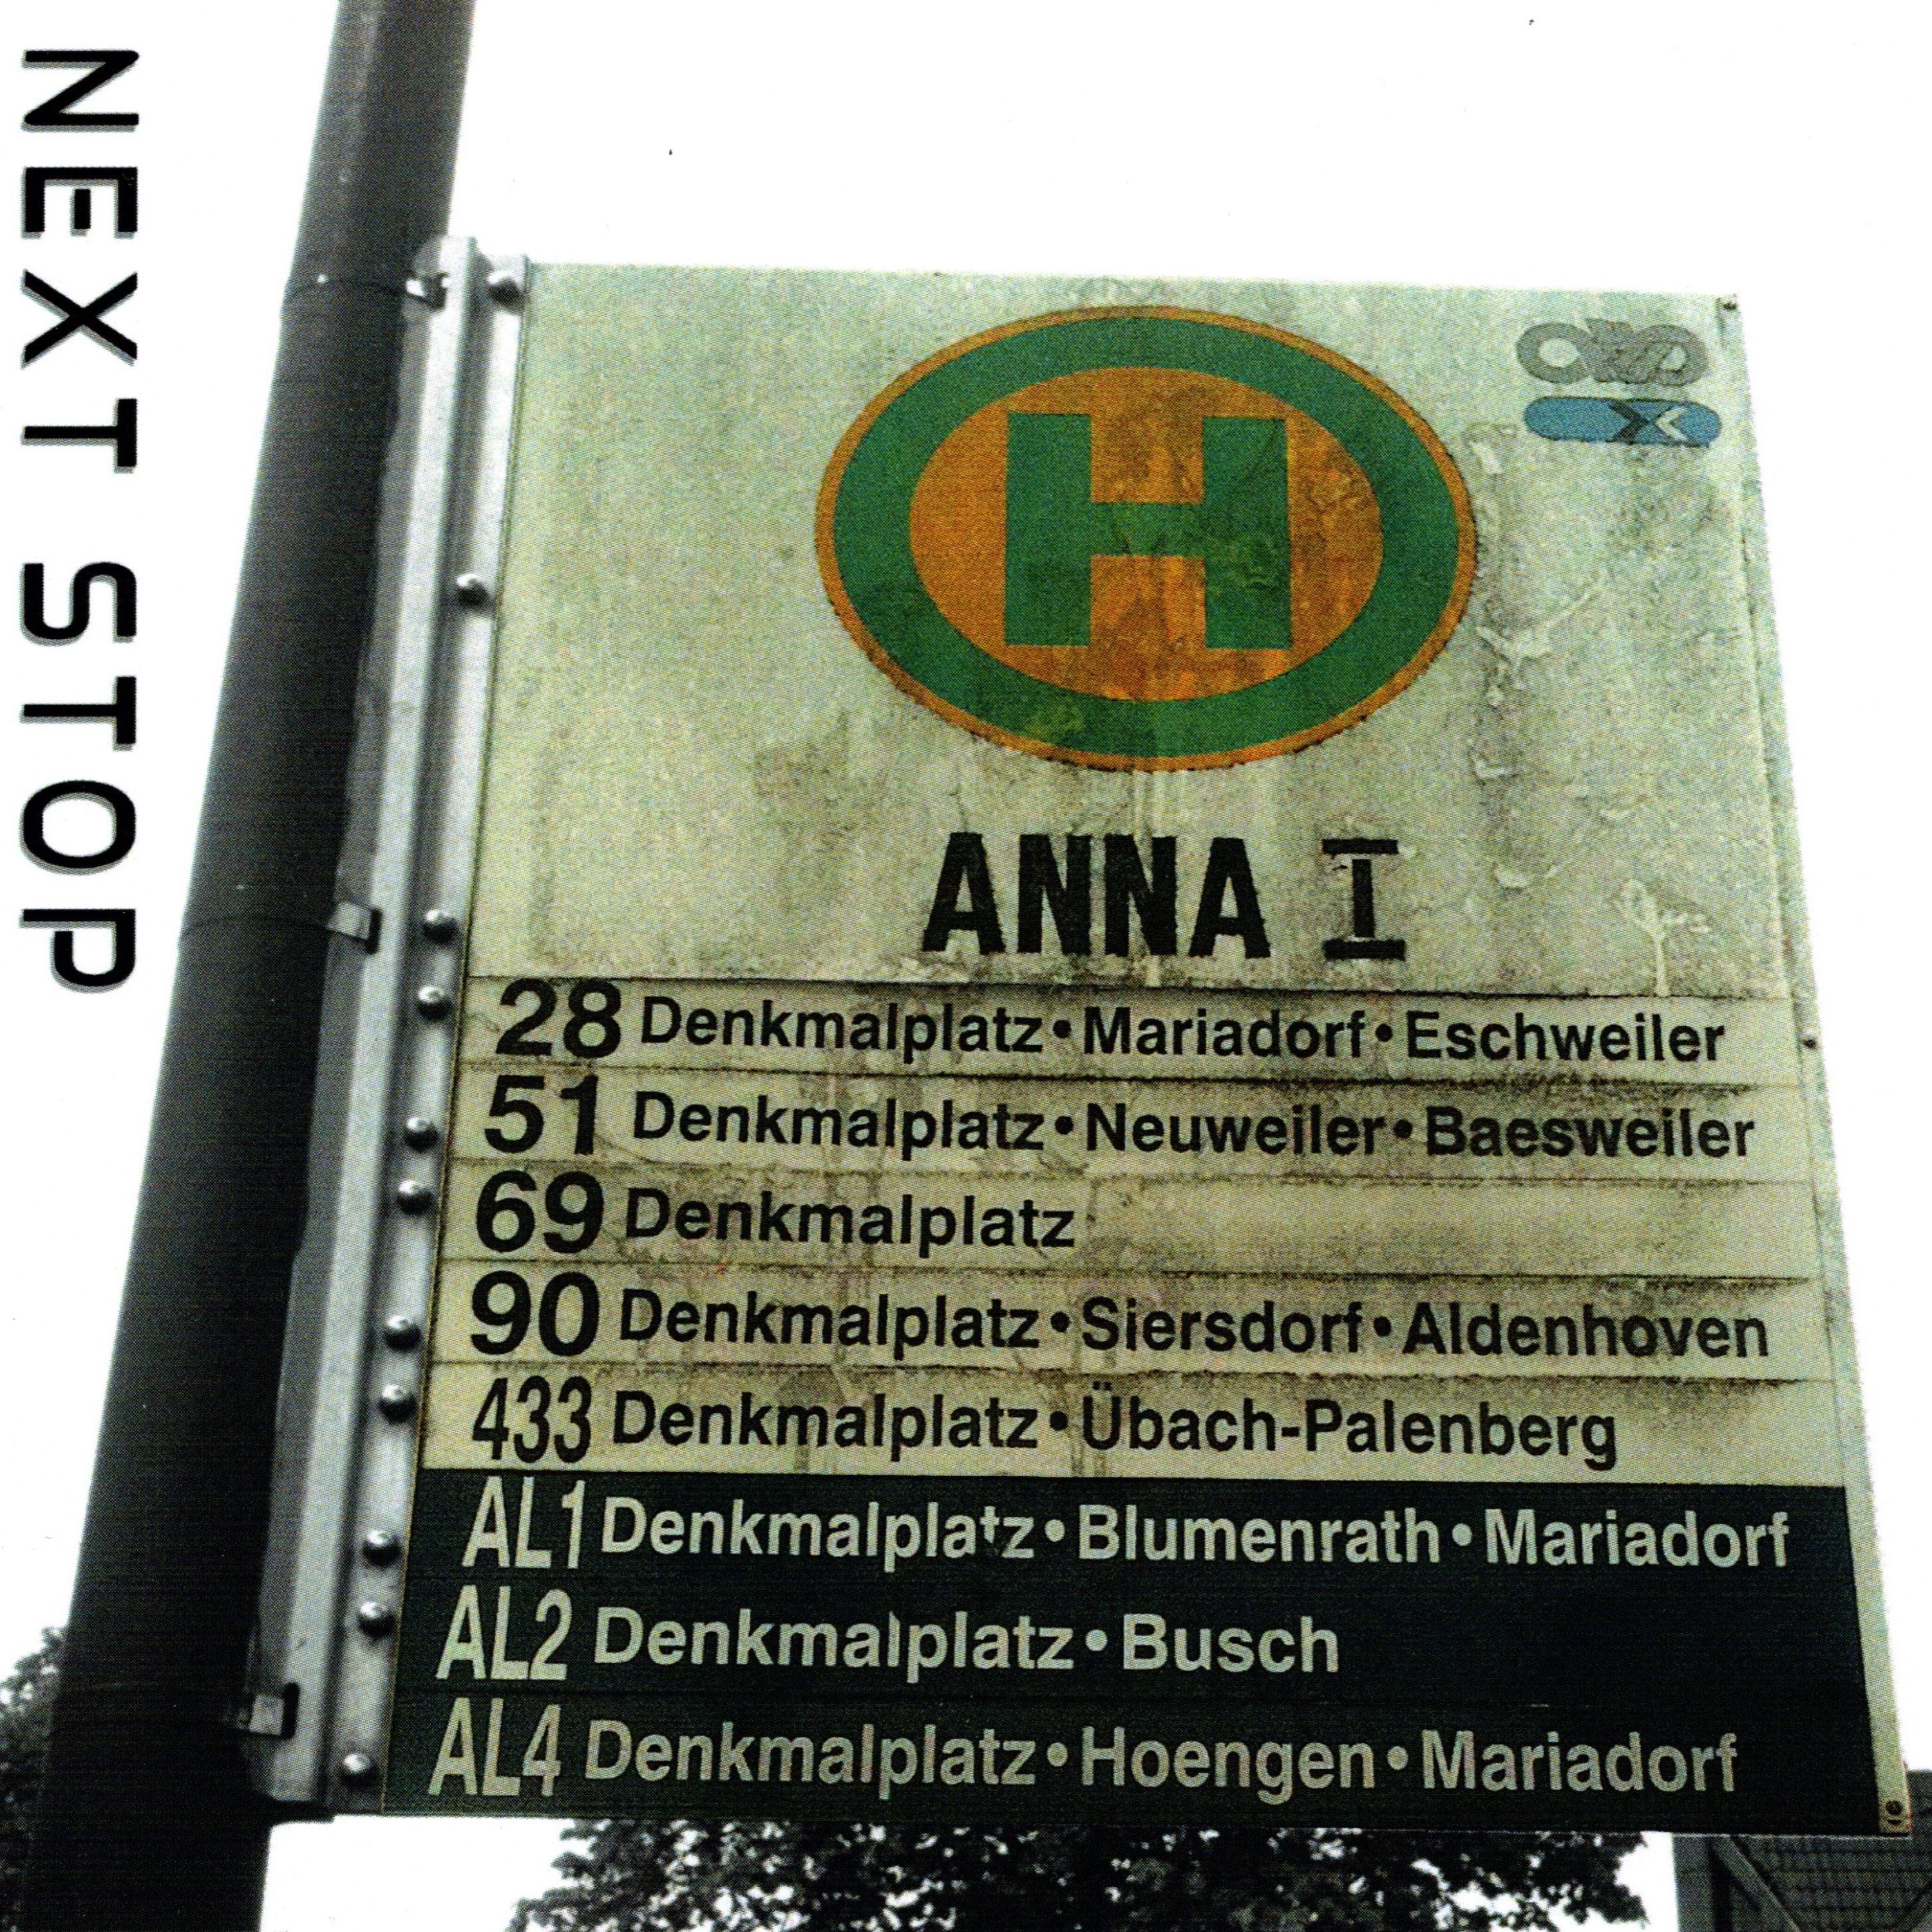 NEXT STOP
H
ANNA I
28 Denkmalplatz • Mariadorf • Eschweiler
51 Denkmalplatz • Neuweiler • Baesweiler
69 Denkmalplatz
90 Denkmalplatz • Siersdorf • Aldenhoven
433 Denkmalplatz • Übach-Palenberg
AL1 Denkmalplatz • Blumenrath • Mariadorf
AL2 Denkmalplatz • Busch
AL4 Denkmalplatz • Hoengen • Mariadorf